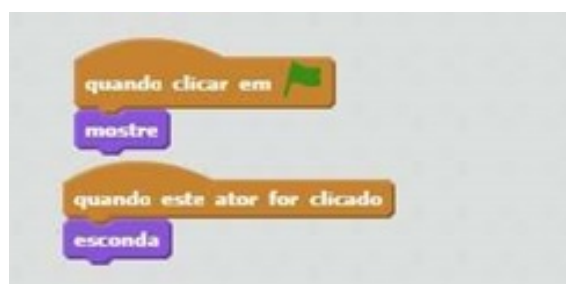 quando clicar em
mostre
quando este ator for clicado
esconda